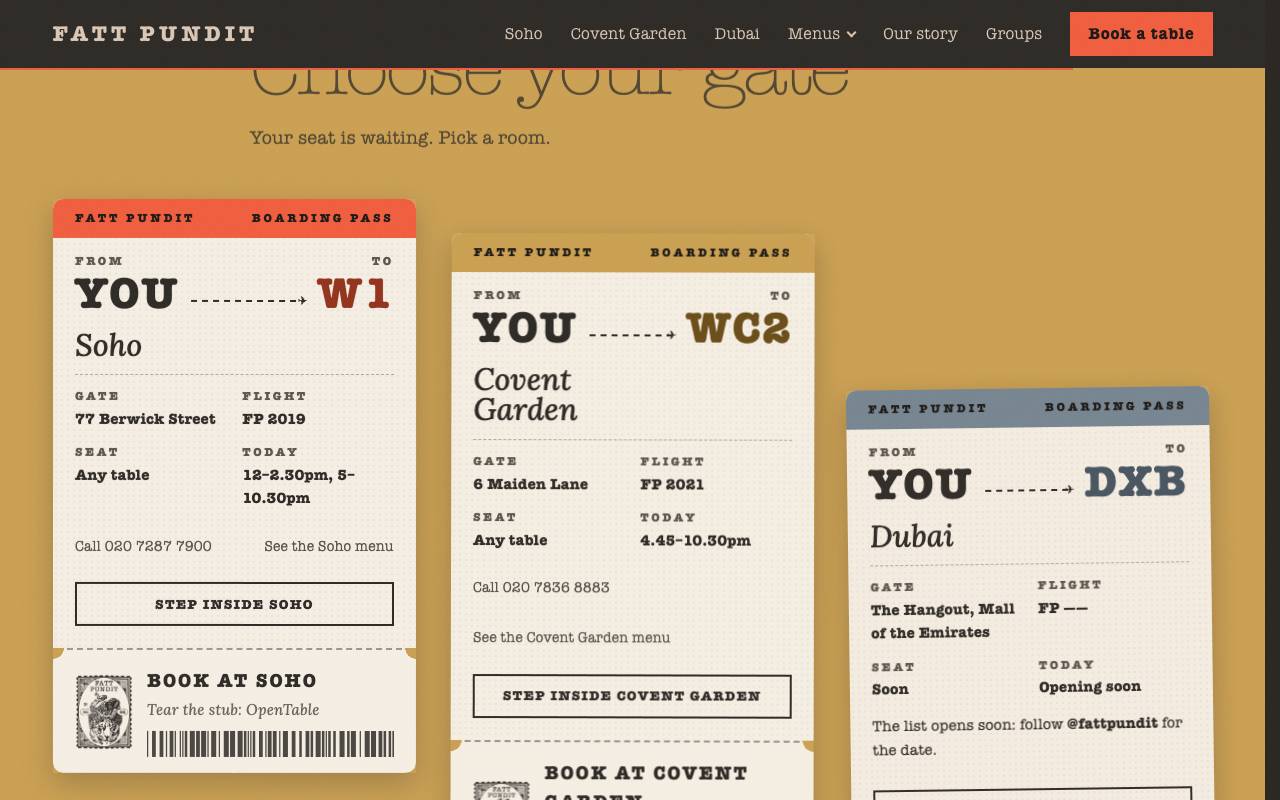 FATT PUNDIT
Soho
Covent Garden
Dubai
Menus
Our story
Groups
Book a table
Choose your gate
Your seat is waiting. Pick a room.
FATT PUNDIT BOARDING PASS
FROM TO
YOU W1
Soho
GATE FLIGHT
77 Berwick Street FP 2019
SEAT TODAY
Any table 12–2.30pm, 5–
10.30pm
Call 020 7287 7900 See the Soho menu
STEP INSIDE SOHO
FATT
PUNDIT
BOOK AT SOHO
Tear the stub: OpenTable
FATT PUNDIT BOARDING PASS
FROM TO
YOU WC2
Covent
Garden
GATE FLIGHT
6 Maiden Lane FP 2021
SEAT TODAY
Any table 4.45–10.30pm
Call 020 7836 8883
See the Covent Garden menu
STEP INSIDE COVENT GARDEN
FATT
PUNDIT
BOOK AT COVENT
GARDEN
FATT PUNDIT BOARDING PASS
FROM TO
YOU DXB
Dubai
GATE FLIGHT
The Hangout, Mall FP ——
of the Emirates
SEAT TODAY
Soon Opening soon
The list opens soon: follow @fattpundit for
the date.